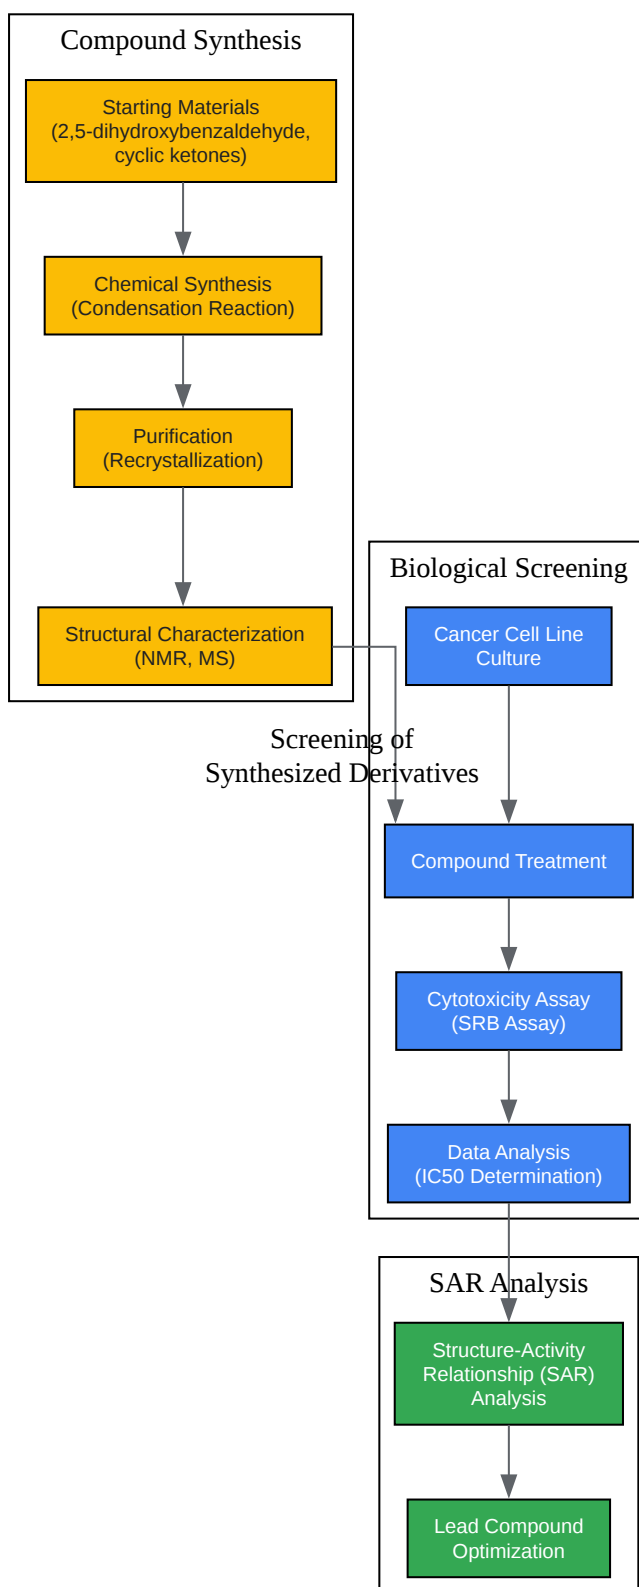 Compound Synthesis
Starting Materials
(2,5-dihydroxybenzaldehyde,
cyclic ketones)
Chemical Synthesis
(Condensation Reaction)
Purification
(Recrystallization)
Structural Characterization
(NMR, MS)
Screening of
Synthesized Derivatives
Biological Screening
Cancer Cell Line
Culture
Compound Treatment
Cytotoxicity Assay
(SRB Assay)
Data Analysis
(IC50 Determination)
SAR Analysis
Structure-Activity
Relationship (SAR)
Analysis
Lead Compound
Optimization